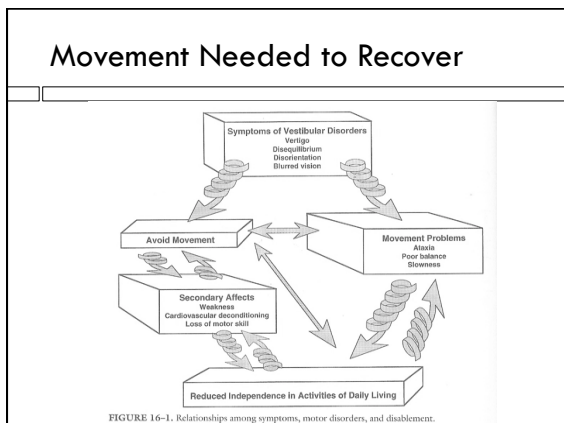 Movement Needed to Recover
Symptoms of Vestibular Disorders
Vertigo
Disequilibrium
Disorientation
Blurred vision
Avoid Movement
Movement Problems
Ataxia
Poor balance
Slowness
Secondary Affects
Weakness
Cardiovascular deconditioning
Loss of motor skill
Reduced Independence in Activities of Daily Living
FIGURE 16–1. Relationships among symptoms, motor disorders, and disablement.